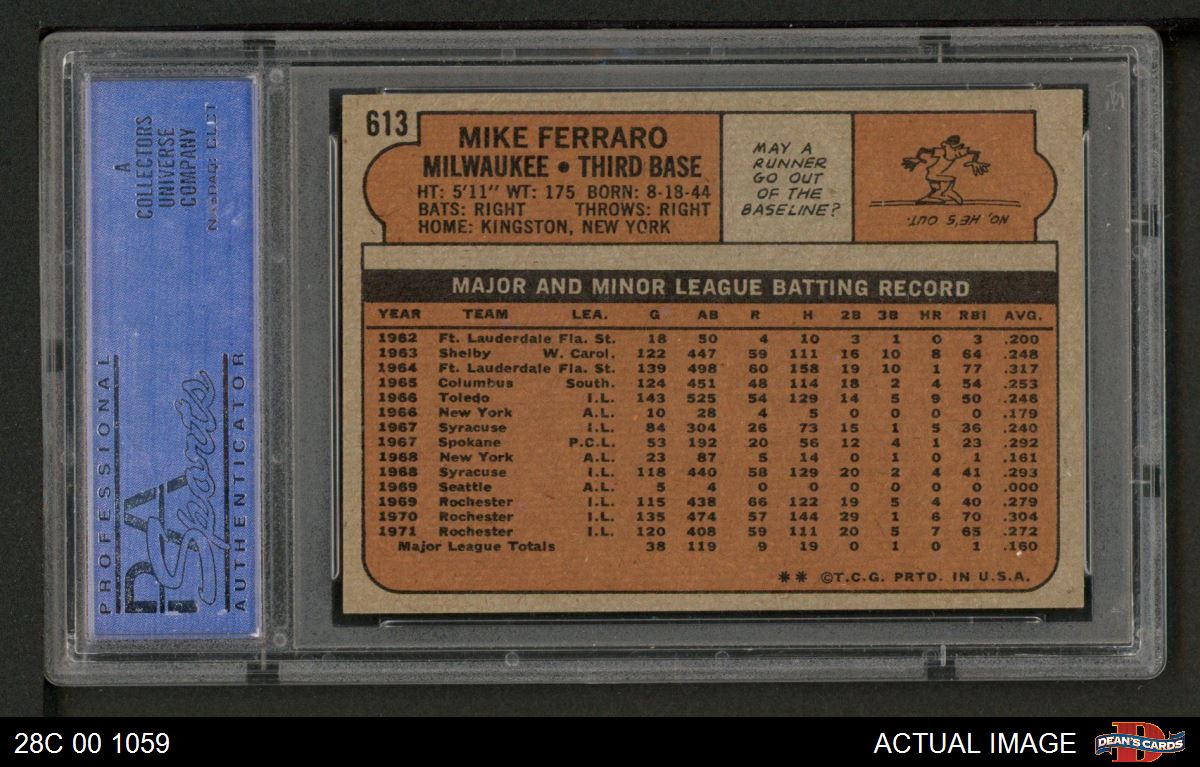 A
COLLECTORS
UNIVERSE
COMPANY
NASDAQ: CLCT
PROFESSIONAL
PSA
Sports
AUTHENTICATOR
613
MIKE FERRARO
MILWAUKEE • THIRD BASE
HT: 5'11" WT: 175 BORN: 8-18-44
BATS: RIGHT THROWS: RIGHT
HOME: KINGSTON, NEW YORK
MAY A
RUNNER
GO OUT
OF THE
BASELINE?
NO, HE'S OUT.
MAJOR AND MINOR LEAGUE BATTING RECORD
YEAR TEAM LEA. G AB R H 2B 3B HR RBI AVG.
1962 Ft. Lauderdale Fla. St. 18 50 4 10 3 1 0 3 .200
1963 Shelby W. Carol. 122 447 59 111 16 10 8 64 .248
1964 Ft. Lauderdale Fla. St. 139 498 60 158 19 10 1 77 .317
1965 Columbus South. 124 451 48 114 18 2 4 54 .253
1966 Toledo I.L. 143 525 54 129 14 5 9 50 .246
1966 New York A.L. 10 28 4 5 0 0 0 0 .179
1967 Syracuse I.L. 84 304 26 73 15 1 5 36 .240
1967 Spokane P.C.L. 53 192 20 56 12 4 1 23 .292
1968 New York A.L. 23 87 5 14 0 1 0 1 .161
1968 Syracuse I.L. 118 440 58 129 20 2 4 41 .293
1969 Seattle A.L. 5 4 0 0 0 0 0 0 .000
1969 Rochester I.L. 115 438 66 122 19 5 4 40 .279
1970 Rochester I.L. 135 474 57 144 29 1 6 70 .304
1971 Rochester I.L. 120 408 59 111 20 5 7 65 .272
Major League Totals 38 119 9 19 0 1 0 1 .160
** ©T.C.G. PRTD. IN U.S.A.
28C 00 1059
ACTUAL IMAGE
D
DEAN'S CARDS